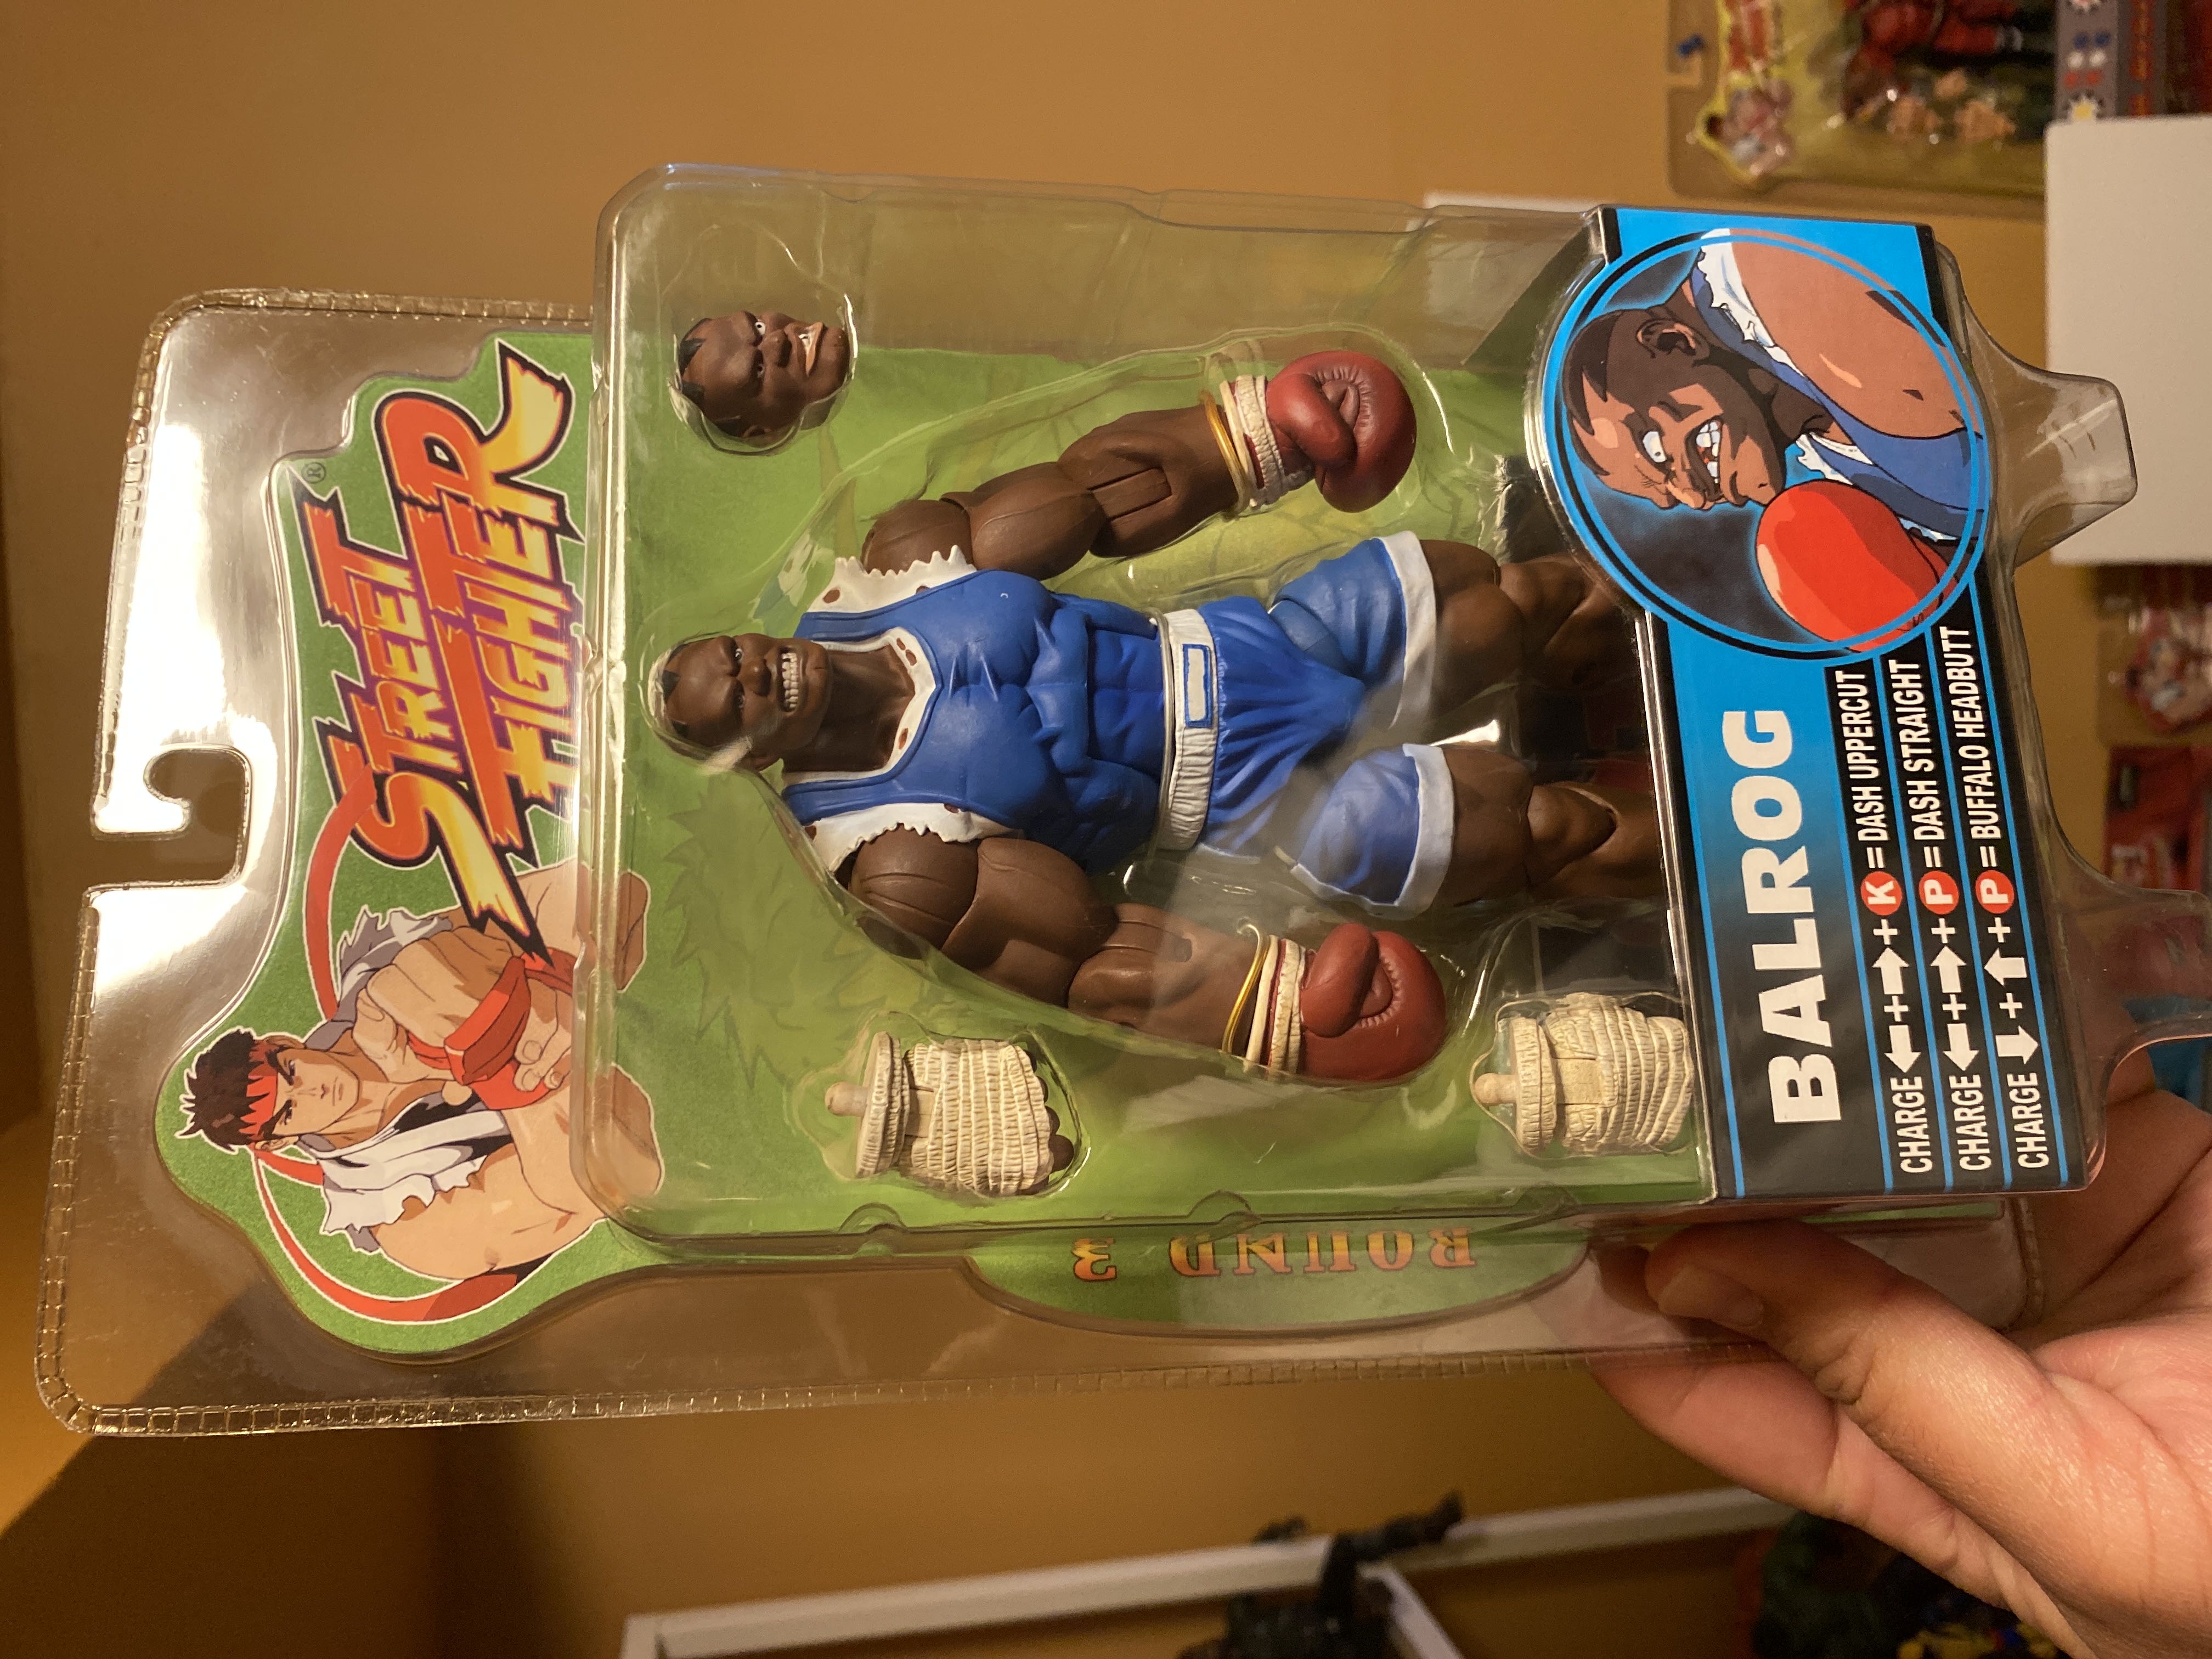 STREET
FIGHTER®
ROUND 3
BALROG
CHARGE ← + → + K = DASH UPPERCUT
CHARGE ← + → + P = DASH STRAIGHT
CHARGE ↓ + ↑ + P = BUFFALO HEADBUTT